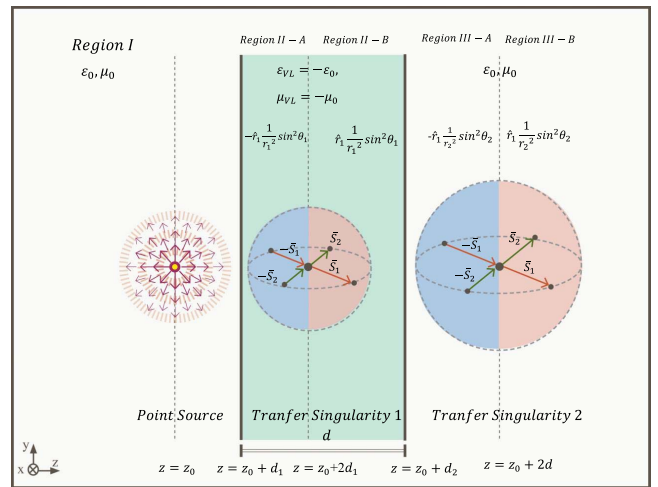 Region I
Region II − A
Region II − B
Region III − A
Region III − B
ε₀, μ₀
ε_VL = −ε₀,
μ_VL = −μ₀
ε₀, μ₀
−r̂₁ 1/r₁² sin²θ₁
r̂₁ 1/r₁² sin²θ₁
-r̂₁ 1/r₂² sin²θ₂
r̂₁ 1/r₂² sin²θ₂
−S̄₁
S̄₂
−S̄₂
S̄₁
−S̄₁
S̄₂
−S̄₂
S̄₁
Point Source
Tranfer Singularity 1
Tranfer Singularity 2
d
y
x
z
z = z₀
z = z₀ + d₁
z = z₀+2d₁
z = z₀ + d₂
z = z₀ + 2d